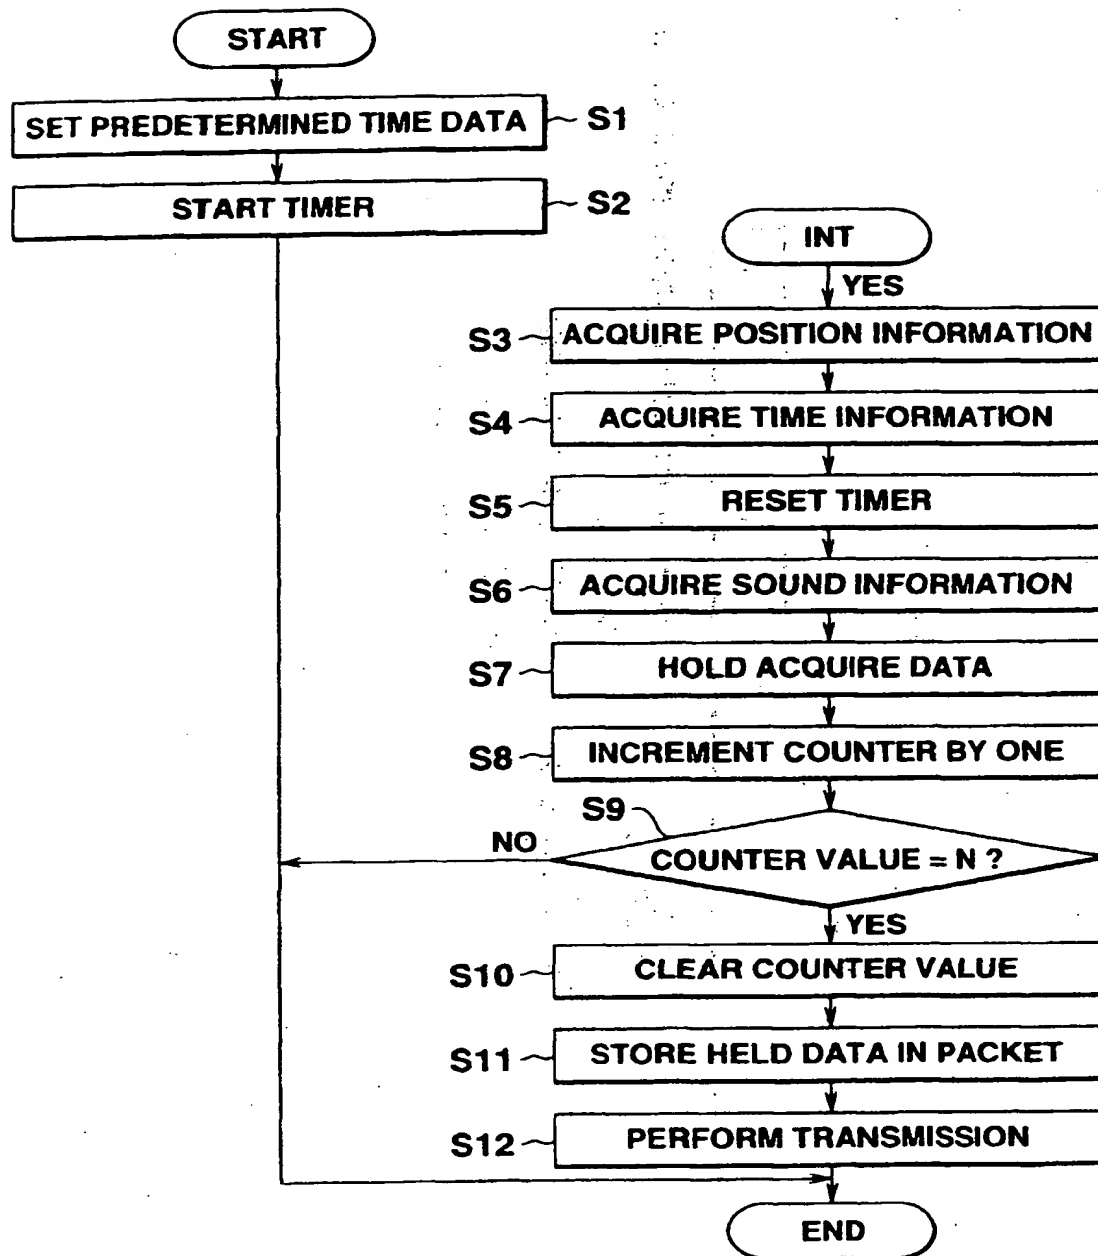 START
SET PREDETERMINED TIME DATA
S1
START TIMER
S2
INT
YES
S3
ACQUIRE POSITION INFORMATION
S4
ACQUIRE TIME INFORMATION
S5
RESET TIMER
S6
ACQUIRE SOUND INFORMATION
S7
HOLD ACQUIRE DATA
S8
INCREMENT COUNTER BY ONE
S9
NO
COUNTER VALUE = N ?
YES
S10
CLEAR COUNTER VALUE
S11
STORE HELD DATA IN PACKET
S12
PERFORM TRANSMISSION
END